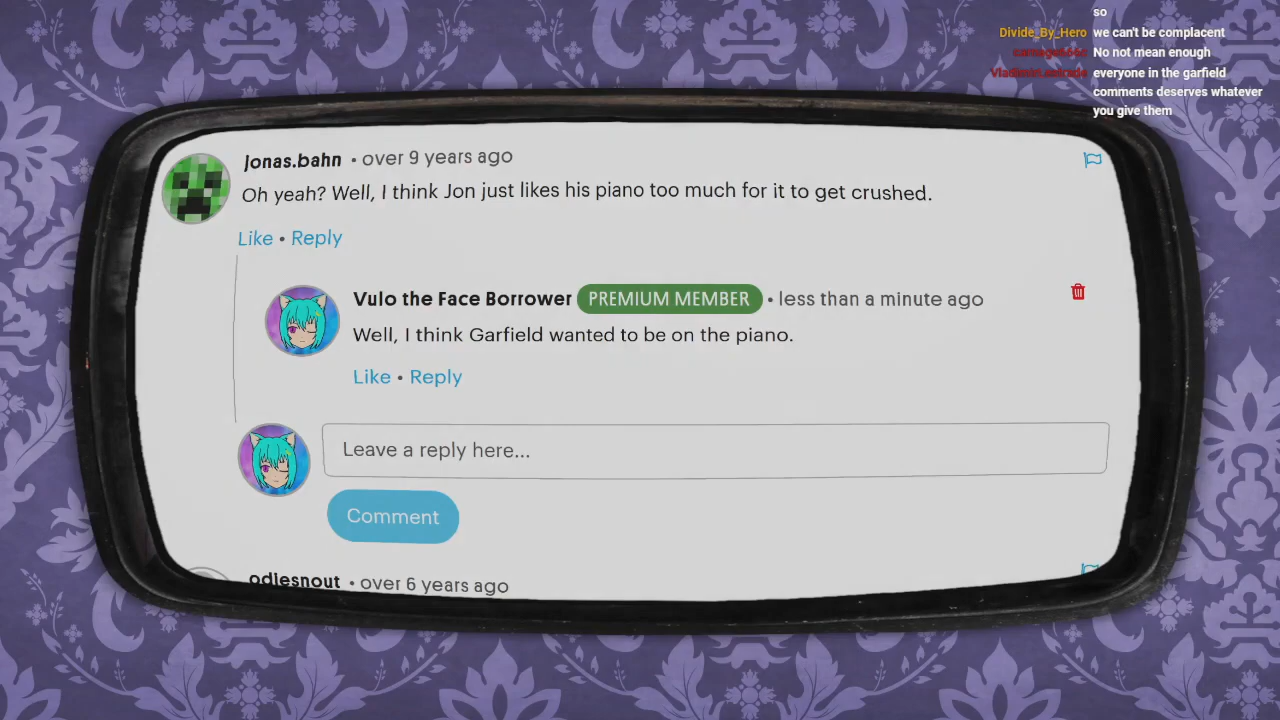 so
Divide_By_Hero we can't be complacent
No not mean enough
everyone in the garfield
comments deserves whatever
you give them
jonas.bahn • over 9 years ago
Oh yeah? Well, I think Jon just likes his piano too much for it to get crushed.
Like • Reply
Vulo the Face Borrower PREMIUM MEMBER • less than a minute ago
Well, I think Garfield wanted to be on the piano.
Like • Reply
Leave a reply here...
Comment
odiesnout • over 6 years ago